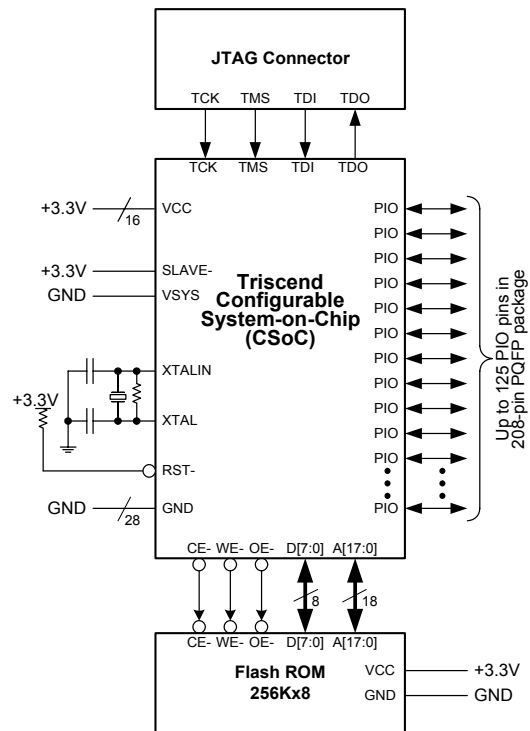 JTAG Connector
TCK TMS TDI TDO
TCK TMS TDI TDO
+3.3V 16 VCC
PIO
PIO
+3.3V SLAVE-
PIO
GND VSYS
PIO
Triscend
Configurable
System-on-Chip
(CSoC)
PIO
PIO
PIO
XTALIN
PIO
+3.3V
PIO
XTAL
PIO
PIO
RST-
PIO
GND 28 GND
PIO
Up to 125 PIO pins in
208-pin PQFP package
CE- WE- OE- D[7:0] A[17:0]
8 18
CE- WE- OE- D[7:0] A[17:0]
Flash ROM
256Kx8
VCC +3.3V
GND GND